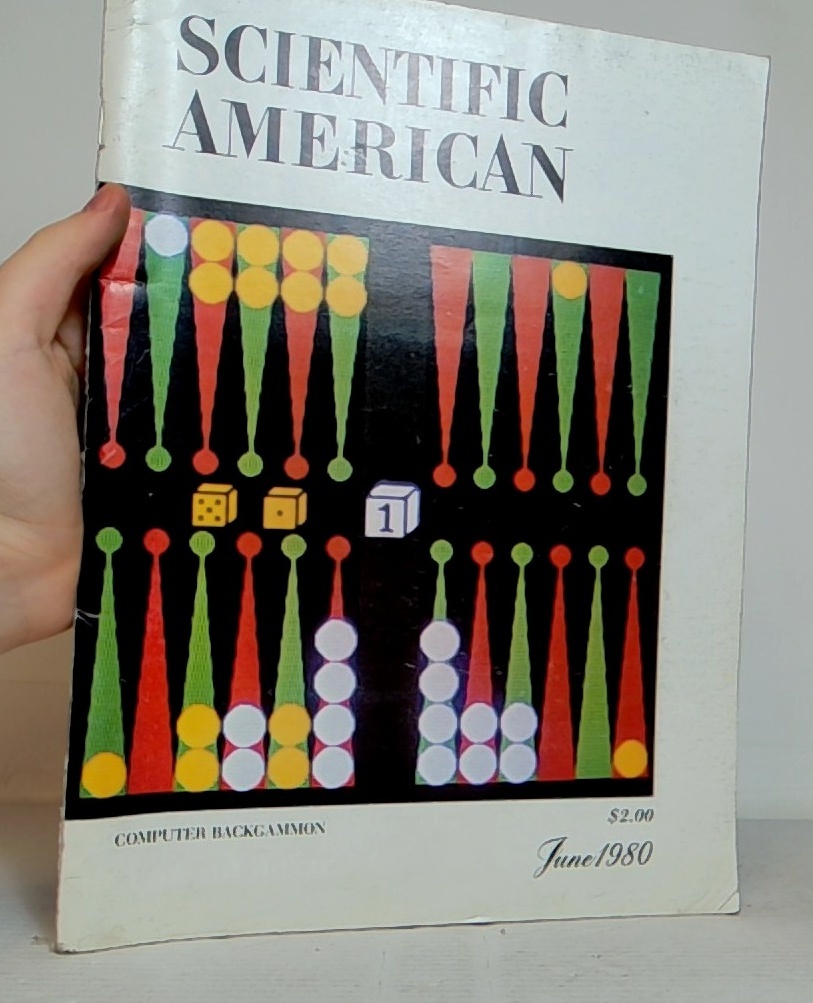 SCIENTIFIC
AMERICAN
1
COMPUTER BACKGAMMON
$2.00
June 1980